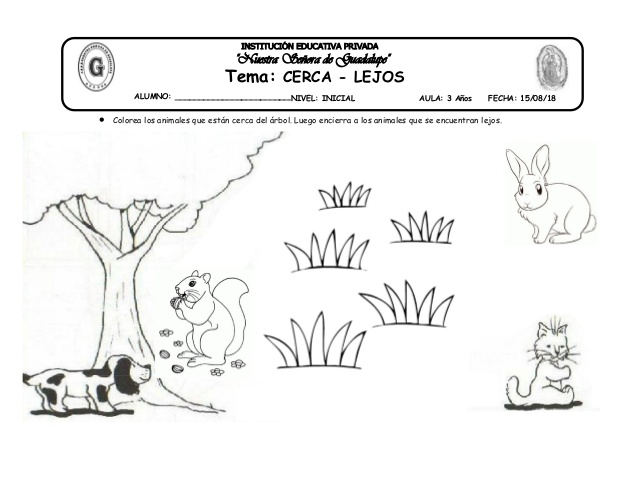 INSTITUCIÓN EDUCATIVA PRIVADA
"Nuestra Señora de Guadalupe"
Tema: CERCA - LEJOS
ALUMNO: ____________________________NIVEL: INICIAL AULA: 3 Años FECHA: 15/08/18
• Colorea los animales que están cerca del árbol. Luego encierra a los animales que se encuentran lejos.
G